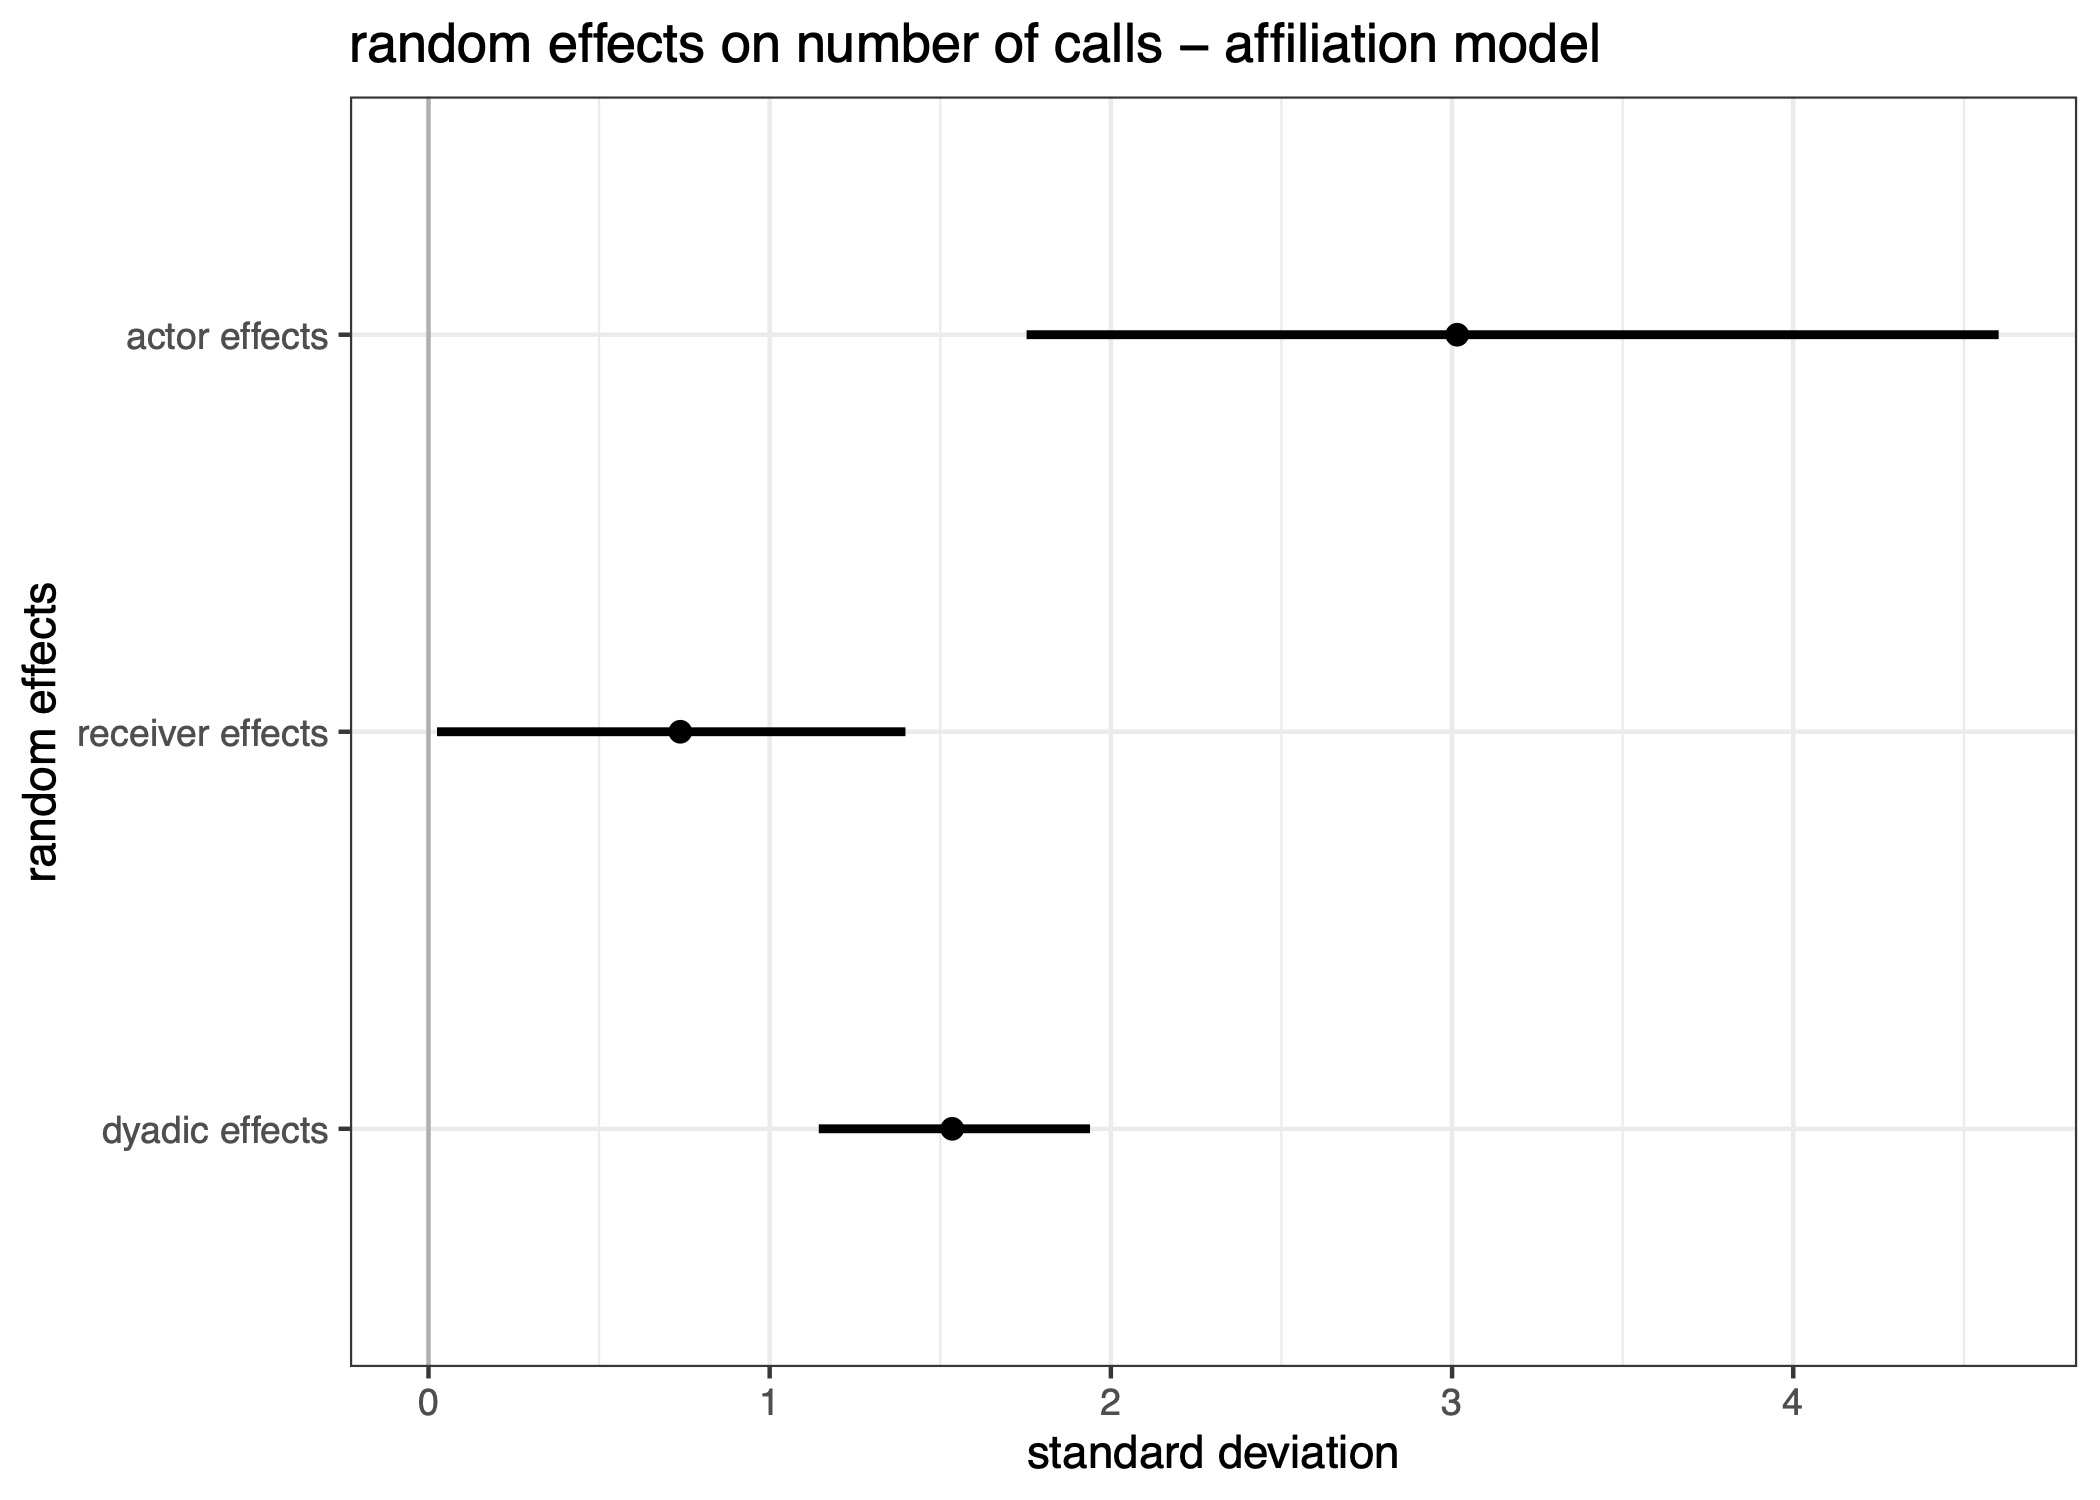 random effects on number of calls – affiliation model
random effects
actor effects
receiver effects
dyadic effects
0 1 2 3 4
standard deviation